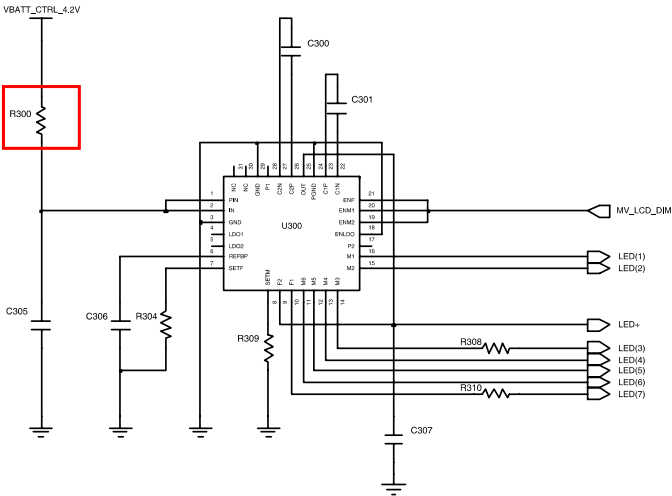 VBATT_CTRL_4.2V
C300
C301
R300
31 30 29 28 27 26 25 24 23 22
NC NC GND P1 C2N C2P OUT PGND C1P C1N
1 PIN ENF 21
2 IN U300 ENM1 20 MV_LCD_DIM
3 GND ENM2 19
4 LDO1 ENLDO 18
5 LDO2 P2 17
6 REFBP M1 16 LED(1)
7 SETF M2 15 LED(2)
SETM F2 F1 M6 M5 M4 M3
8 9 10 11 12 13 14
C305 C306 R304
LED+
R309 R308 LED(3)
LED(4)
LED(5)
LED(6)
R310 LED(7)
C307